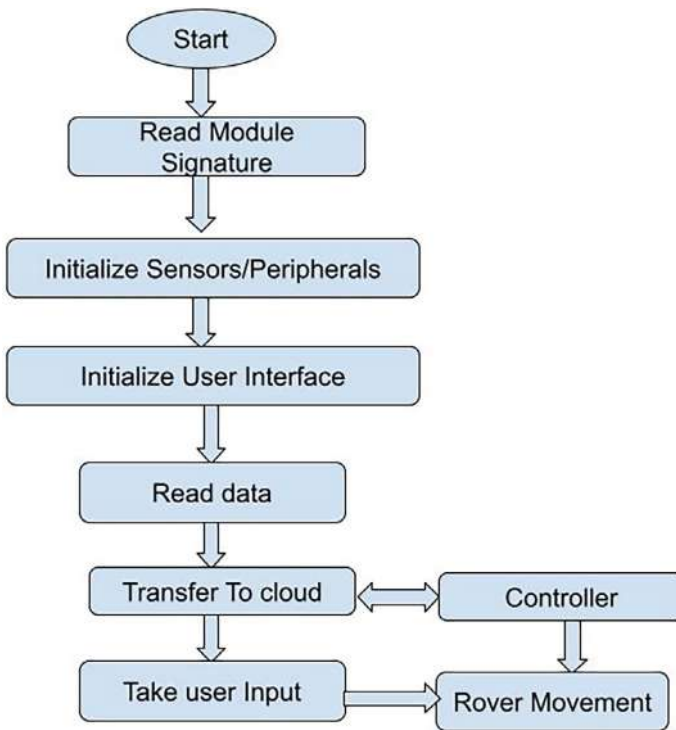 Start
Read Module
Signature
Initialize Sensors/Peripherals
Initialize User Interface
Read data
Transfer To cloud
Controller
Take user Input
Rover Movement